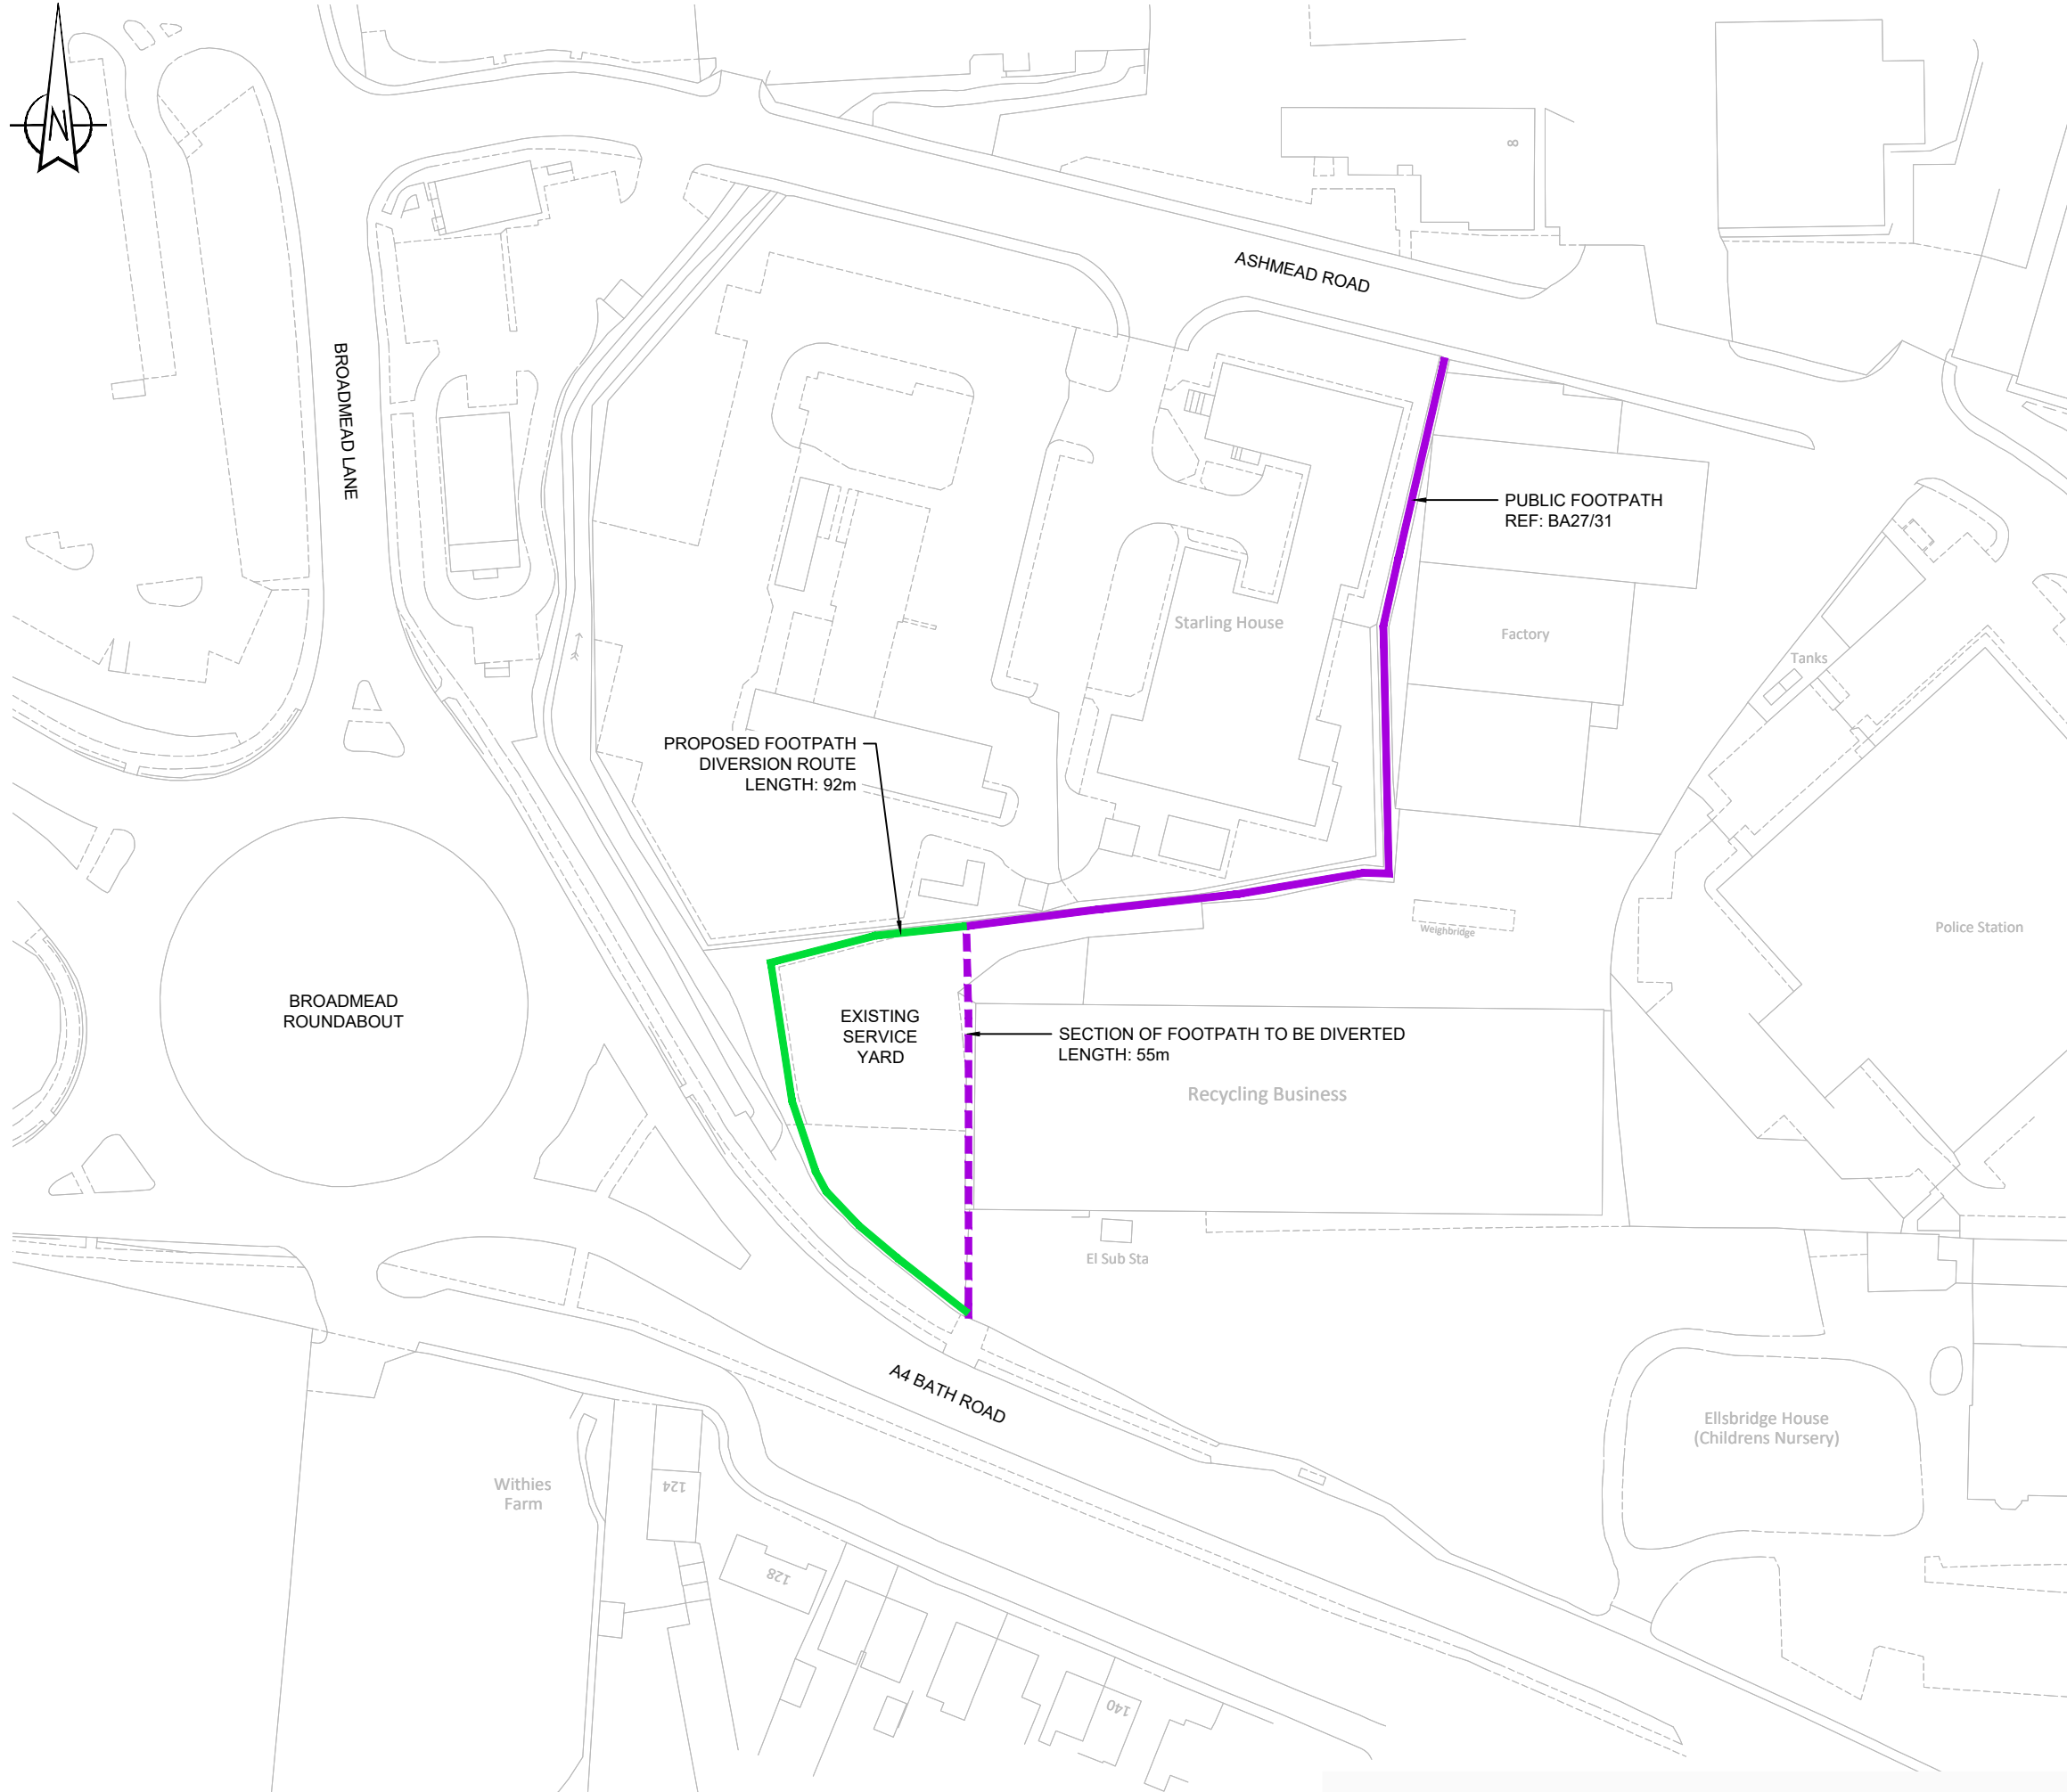 N
8
ASHMEAD ROAD
BROADMEAD LANE
PUBLIC FOOTPATH
REF: BA27/31
Starling House
Factory
Tanks
PROPOSED FOOTPATH
DIVERSION ROUTE
LENGTH: 92m
Weighbridge
Police Station
BROADMEAD
ROUNDABOUT
EXISTING
SERVICE
YARD
SECTION OF FOOTPATH TO BE DIVERTED
LENGTH: 55m
Recycling Business
El Sub Sta
A4 BATH ROAD
Ellsbridge House
(Childrens Nursery)
Withies
Farm
124
128
140